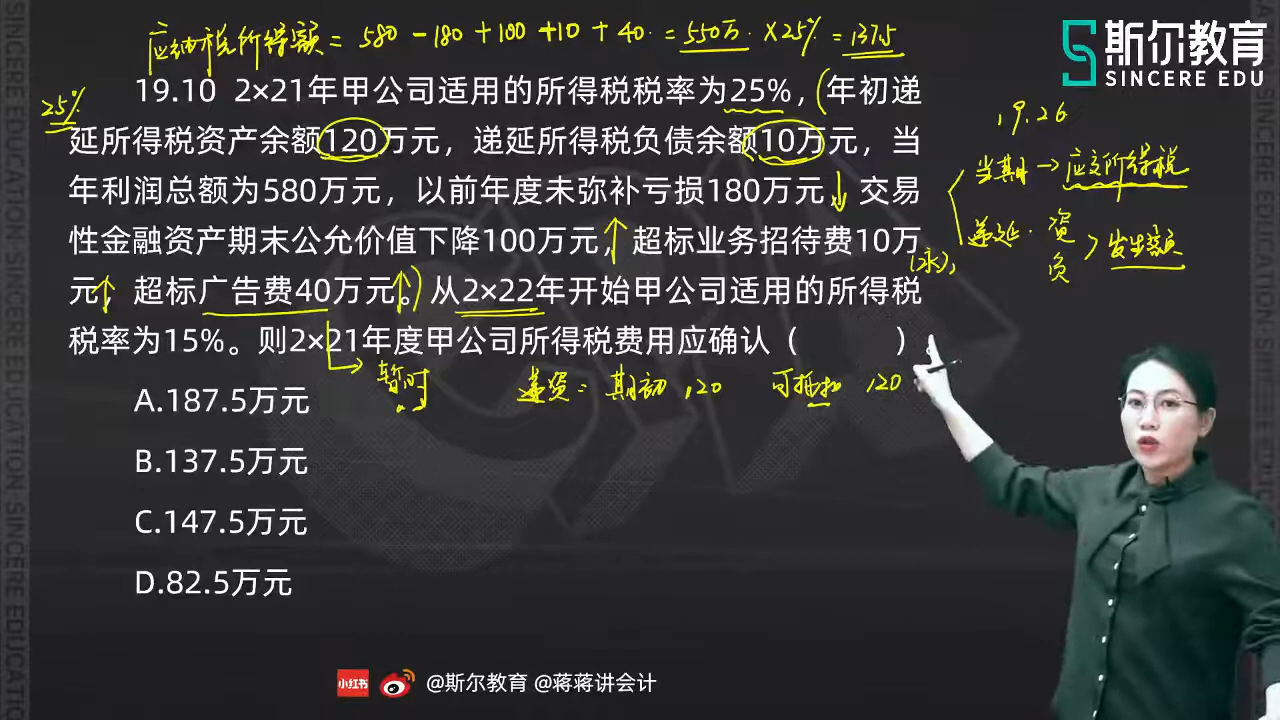 应纳税所得额 = 580 - 180 + 100 + 10 + 40 = 550万 × 25% = 137.5
斯尔教育
SINCERE EDU
25%
19.10 2×21年甲公司适用的所得税税率为25%，（年初递
延所得税资产余额120万元，递延所得税负债余额10万元，当
年利润总额为580万元，以前年度未弥补亏损180万元，交易
性金融资产期末公允价值下降100万元，超标业务招待费10万
元，超标广告费40万元。）从2×22年开始甲公司适用的所得税
税率为15%。则2×21年度甲公司所得税费用应确认（ ）。
19.26
当期 → 应交所得税
递延 · 资
负 > 发生额
(永)
暂时
递资 = 期初 120 可抵扣 120
A.187.5万元
B.137.5万元
C.147.5万元
D.82.5万元
小红书 @斯尔教育 @蒋蒋讲会计